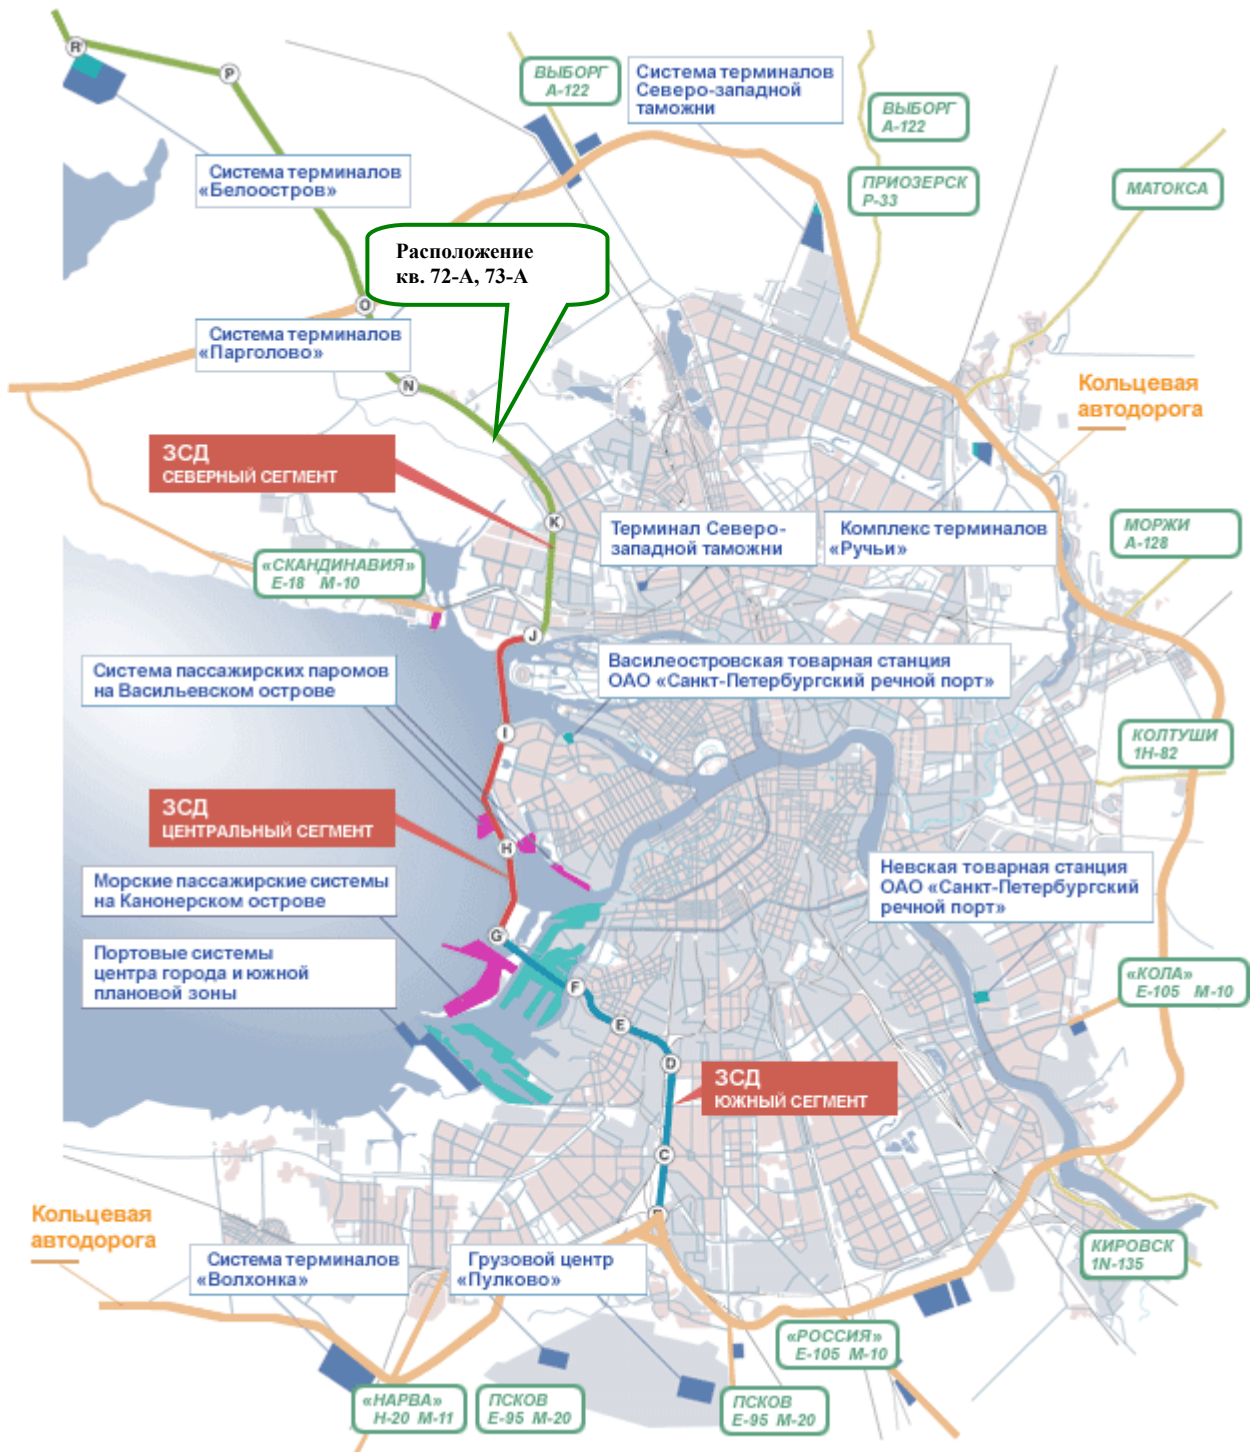 R
P
ВЫБОРГ
А-122
Система терминалов
Северо-западной
таможни
ВЫБОРГ
А-122
Система терминалов
«Белоостров»
ПРИОЗЕРСК
Р-33
МАТОКСА
Расположение
кв. 72-А, 73-А
O
Система терминалов
«Парголово»
N
Кольцевая
автодорога
ЗСД
СЕВЕРНЫЙ СЕГМЕНТ
K
Терминал Северо-
западной таможни
Комплекс терминалов
«Ручьи»
МОРЖИ
А-128
«СКАНДИНАВИЯ»
Е-18 М-10
J
Система пассажирских паромов
на Васильевском острове
Василеостровская товарная станция
ОАО «Санкт-Петербургский речной порт»
I
КОЛТУШИ
1Н-82
ЗСД
ЦЕНТРАЛЬНЫЙ СЕГМЕНТ
H
Морские пассажирские системы
на Канонерском острове
Невская товарная станция
ОАО «Санкт-Петербургский
речной порт»
G
Портовые системы
центра города и южной
плановой зоны
F
«КОЛА»
Е-105 М-10
E
D
ЗСД
ЮЖНЫЙ СЕГМЕНТ
C
Кольцевая
автодорога
Система терминалов
«Волхонка»
Грузовой центр
«Пулково»
КИРОВСК
1N-135
«РОССИЯ»
Е-105 М-10
«НАРВА»
Н-20 М-11
ПСКОВ
Е-95 М-20
ПСКОВ
Е-95 М-20